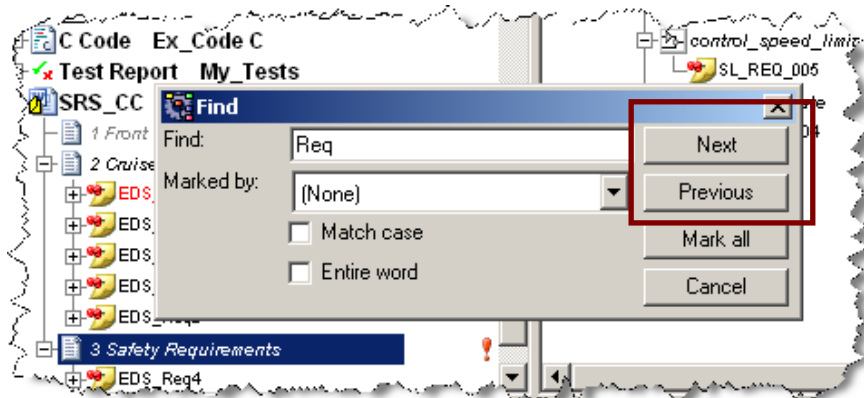 C Code Ex_Code C
Test Report My_Tests
SRS_CC
1 Front
2 Cruise
EDS_
EDS_
EDS_
EDS_
EDS_
3 Safety Requirements
EDS_Req4
control_speed_limit
SL_REQ_005
Find
Find:
Req
Marked by:
(None)
Match case
Entire word
Next
Previous
Mark all
Cancel